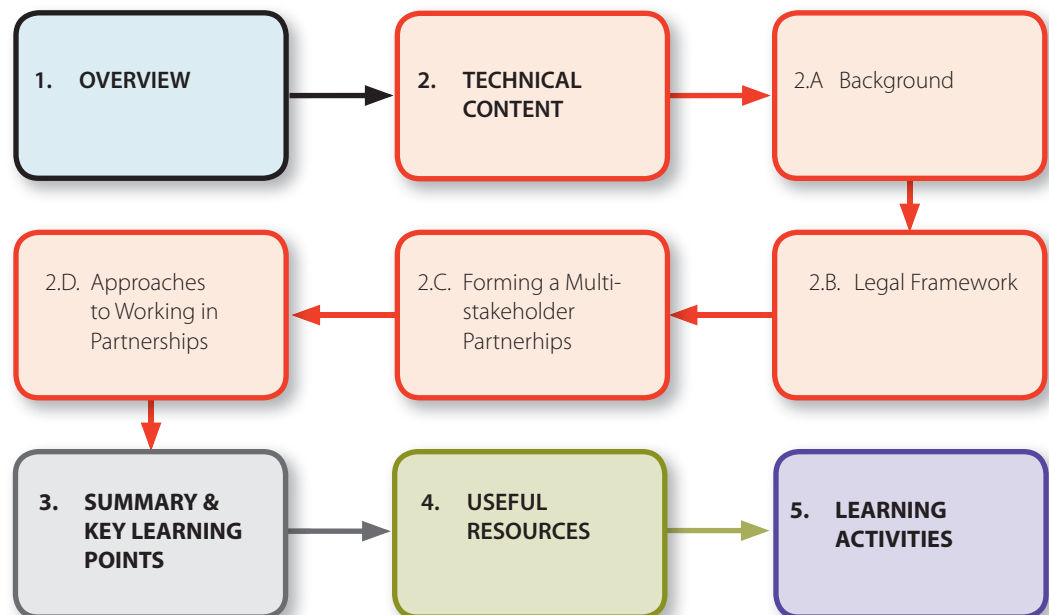 1. OVERVIEW
2. TECHNICAL
CONTENT
2.A Background
2.B. Legal Framework
2.C. Forming a Multi-
stakeholder
Partnerhips
2.D. Approaches
to Working in
Partnerships
3. SUMMARY &
KEY LEARNING
POINTS
4. USEFUL
RESOURCES
5. LEARNING
ACTIVITIES